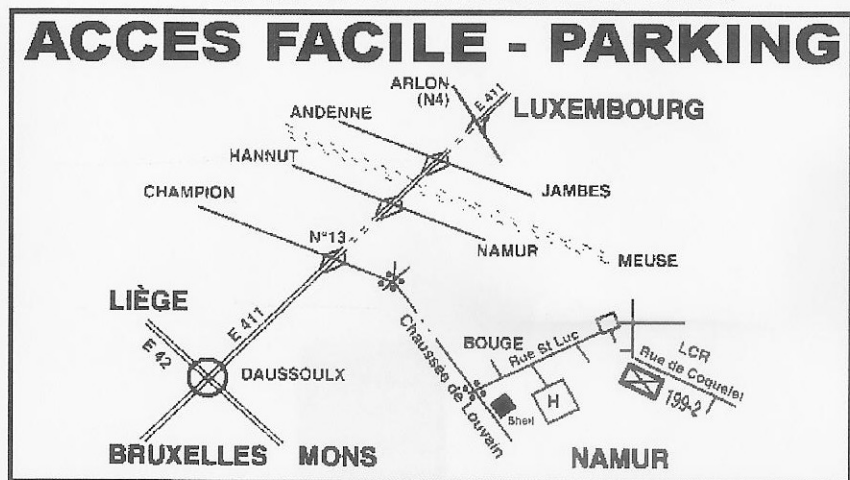 ACCES FACILE - PARKING
ARLON
(N4)
E 411
LUXEMBOURG
ANDENNE
HANNUT
JAMBES
CHAMPION
N°13
NAMUR
MEUSE
LIÈGE
E 411
E 42
BOUGE
Rue St Luc
LCR
DAUSSOULX
Chaussée de Louvain
Rue de Coquelet
H
Shell
199-2
BRUXELLES MONS
NAMUR